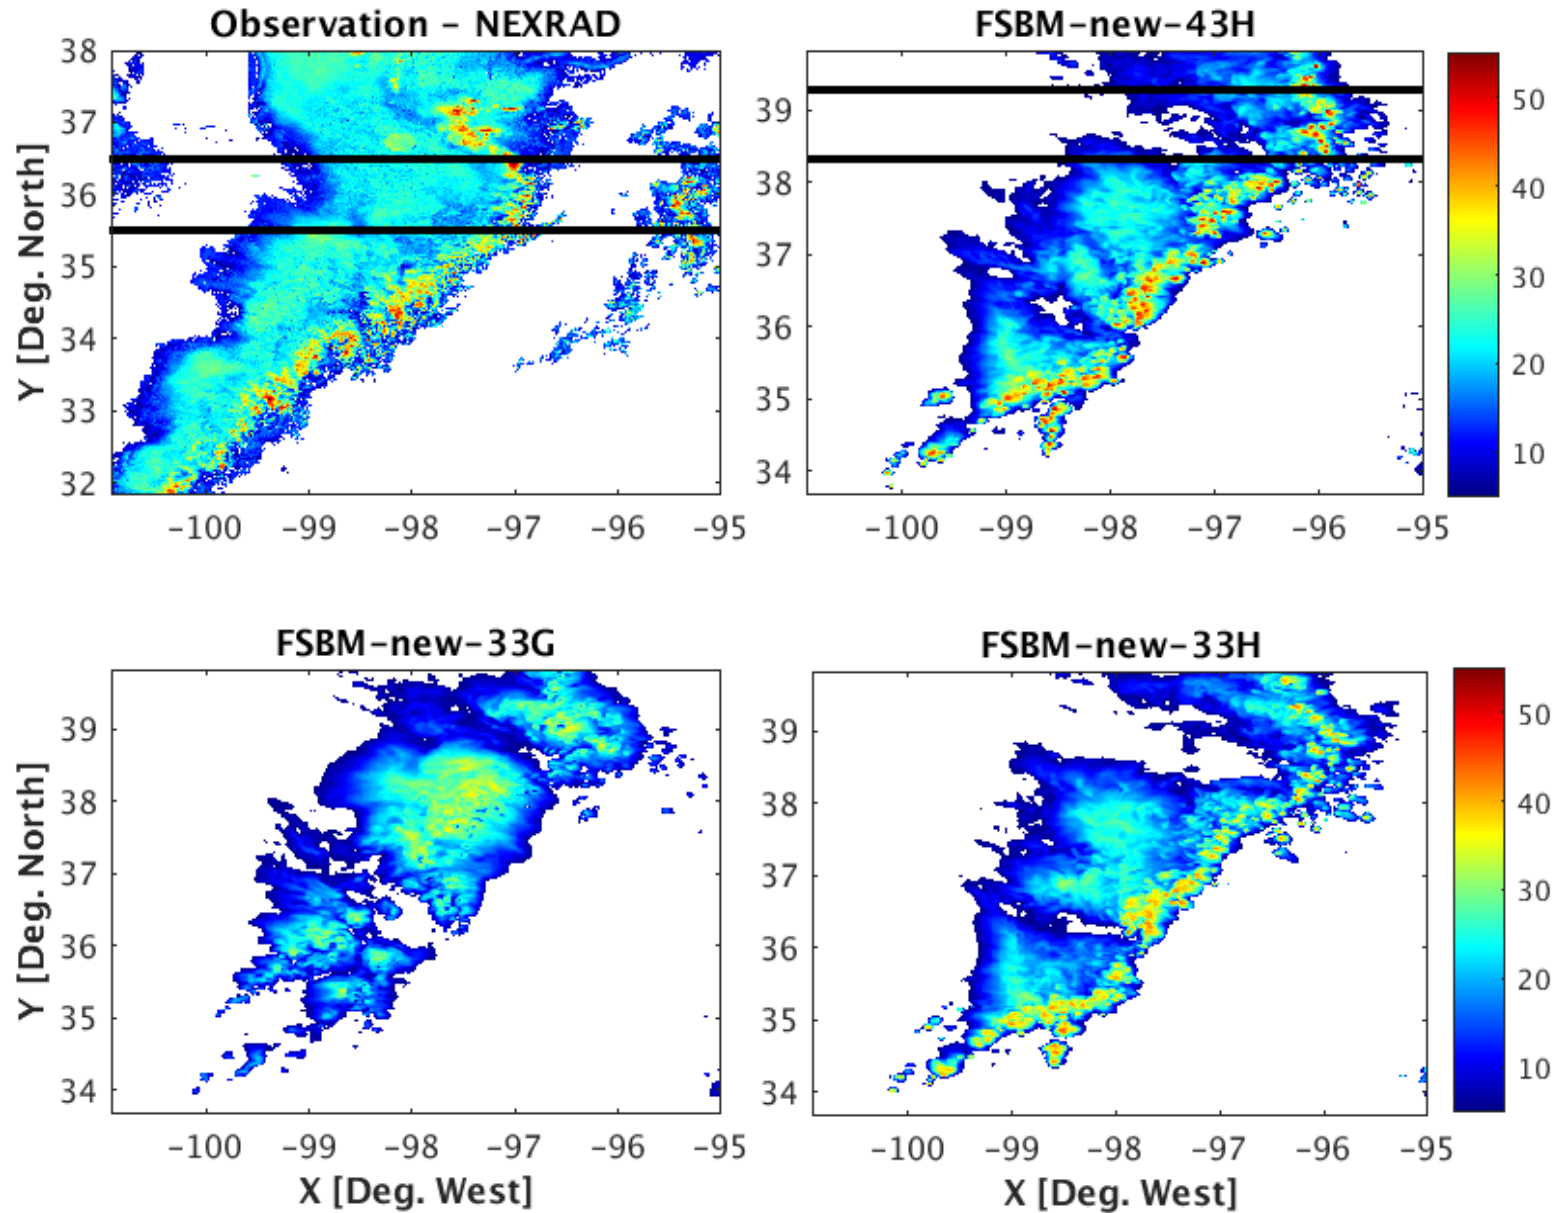 Observation – NEXRAD
FSBM–new–43H
38
37
36
35
34
33
32
Y [Deg. North]
–100 –99 –98 –97 –96 –95
39
38
37
36
35
34
–100 –99 –98 –97 –96 –95
50
40
30
20
10
FSBM–new–33G
FSBM–new–33H
39
38
37
36
35
34
Y [Deg. North]
–100 –99 –98 –97 –96 –95
X [Deg. West]
39
38
37
36
35
34
–100 –99 –98 –97 –96 –95
X [Deg. West]
50
40
30
20
10